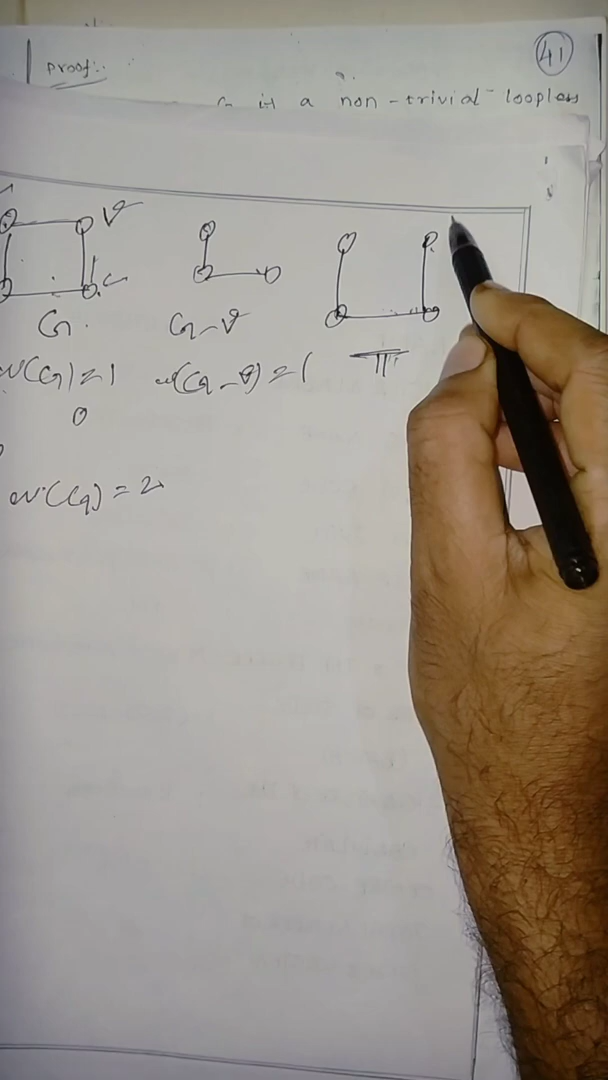 41
Proof:-
G is a non-trivial loopless
v
G
G-v
T
w(G)=1 w(G-v)=1
w(G)=2